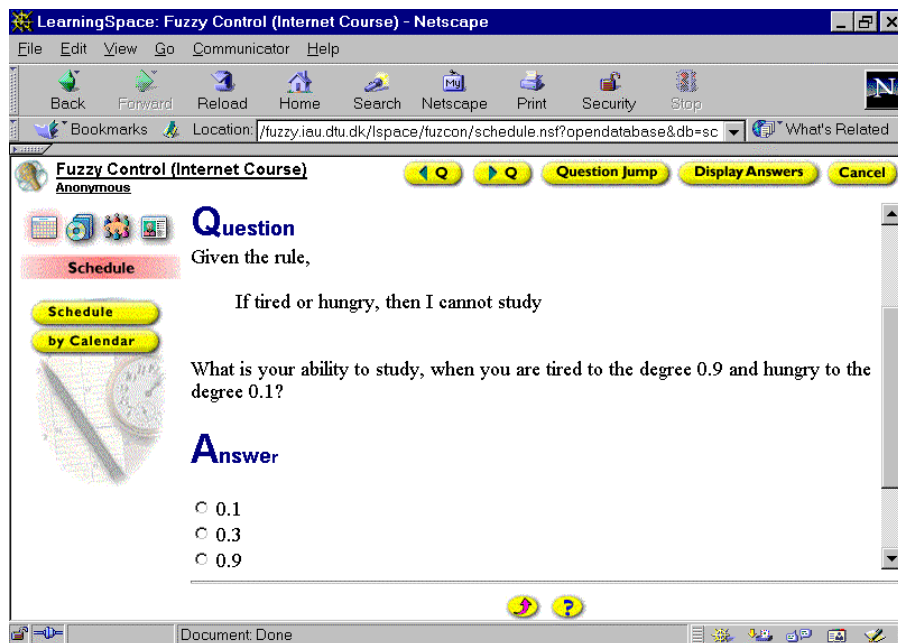 LearningSpace: Fuzzy Control (Internet Course) - Netscape
File Edit View Go Communicator Help
Back Forward Reload Home Search Netscape Print Security Stop
Bookmarks Location: /fuzzy.iau.dtu.dk/lspace/fuzcon/schedule.nsf?opendatabase&db=sc What's Related
Fuzzy Control (Internet Course)
Anonymous
Q Q Question Jump Display Answers Cancel
Schedule
Schedule
by Calendar
Question
Given the rule,
If tired or hungry, then I cannot study
What is your ability to study, when you are tired to the degree 0.9 and hungry to the
degree 0.1?
Answer
0.1
0.3
0.9
Document: Done